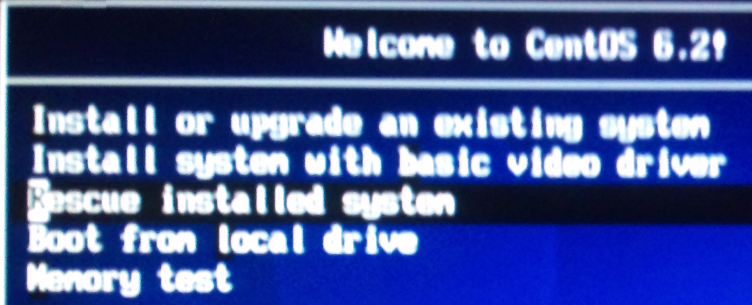 Welcome to CentOS 6.2!
Install or upgrade an existing system
Install system with basic video driver
Rescue installed system
Boot from local drive
Memory test